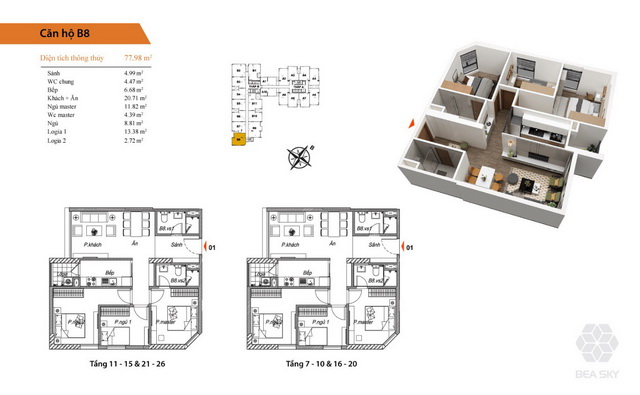 Căn hộ B8
Diện tích thông thủy 77.98 m²
Sảnh 4.99 m²
WC chung 4.47 m²
Bếp 6.68 m²
Khách + Ăn 20.71 m²
Ngủ master 11.82 m²
Wc master 4.39 m²
Ngủ 8.81 m²
Logia 1 13.38 m²
Logia 2 2.72 m²
B8.vs1
P.khách Ăn Sảnh 01
Bếp
B8.vs2
P.ngủ 1 P.master
Tầng 11 - 15 & 21 - 26
B8.vs1
P.khách Ăn Sảnh 01
Bếp
B8.vs2
P.ngủ 1 P.master
Tầng 7 - 10 & 16 - 20
BEA SKY